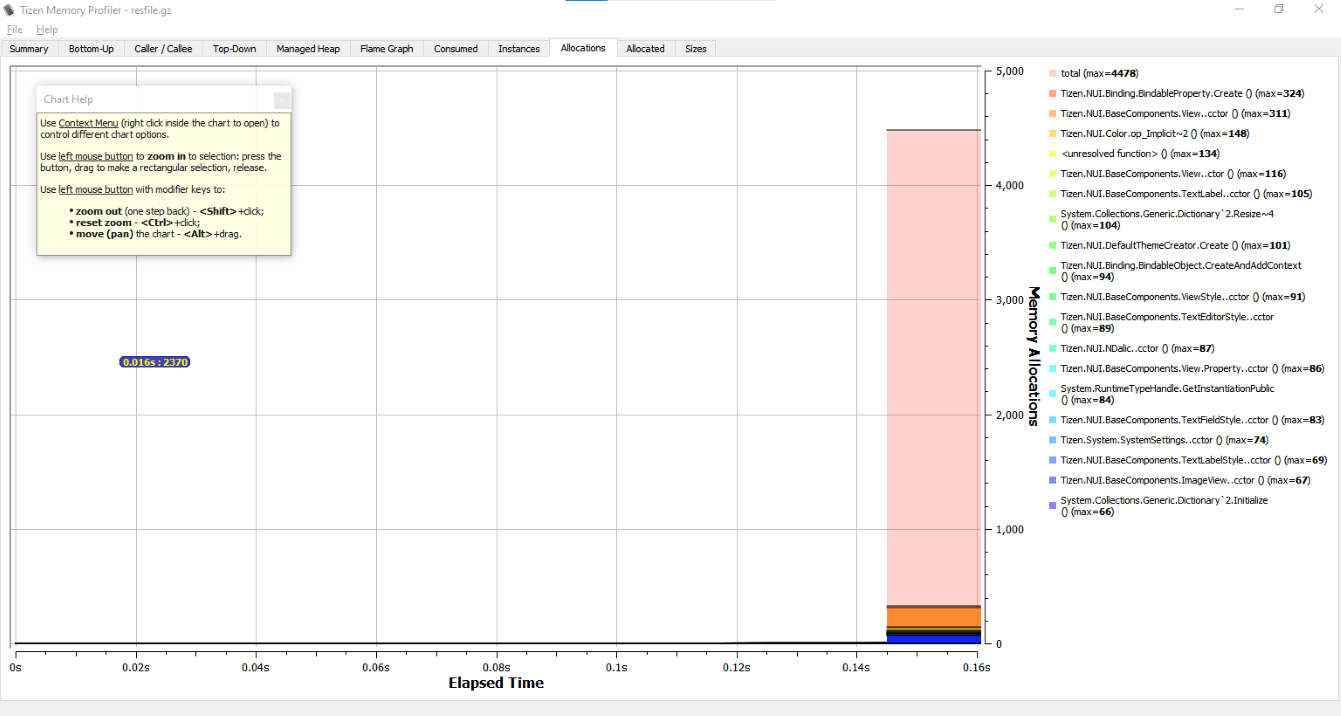 Tizen Memory Profiler - resfile.gz
File Help
Summary Bottom-Up Caller / Callee Top-Down Managed Heap Flame Graph Consumed Instances Allocations Allocated Sizes
Chart Help
Use Context Menu (right click inside the chart to open) to
control different chart options.
Use left mouse button to zoom in to selection: press the
button, drag to make a rectangular selection, release.
Use left mouse button with modifier keys to:
• zoom out (one step back) - <Shift>+click;
• reset zoom - <Ctrl>+click;
• move (pan) the chart - <Alt>+drag.
0.016s : 2370
5,000
4,000
3,000
2,000
1,000
0
Memory Allocations
0s 0.02s 0.04s 0.06s 0.08s 0.1s 0.12s 0.14s 0.16s
Elapsed Time
total (max=4478)
Tizen.NUI.Binding.BindableProperty.Create () (max=324)
Tizen.NUI.BaseComponents.View..cctor () (max=311)
Tizen.NUI.Color.op_Implicit~2 () (max=148)
<unresolved function> () (max=134)
Tizen.NUI.BaseComponents.View..ctor () (max=116)
Tizen.NUI.BaseComponents.TextLabel..cctor () (max=105)
System.Collections.Generic.Dictionary`2.Resize~4
() (max=104)
Tizen.NUI.DefaultThemeCreator.Create () (max=101)
Tizen.NUI.Binding.BindableObject.CreateAndAddContext
() (max=94)
Tizen.NUI.BaseComponents.ViewStyle..cctor () (max=91)
Tizen.NUI.BaseComponents.TextEditorStyle..cctor
() (max=89)
Tizen.NUI.NDalic..cctor () (max=87)
Tizen.NUI.BaseComponents.View.Property..cctor () (max=86)
System.RuntimeTypeHandle.GetInstantiationPublic
() (max=84)
Tizen.NUI.BaseComponents.TextFieldStyle..cctor () (max=83)
Tizen.System.SystemSettings..cctor () (max=74)
Tizen.NUI.BaseComponents.TextLabelStyle..cctor () (max=69)
Tizen.NUI.BaseComponents.ImageView..cctor () (max=67)
System.Collections.Generic.Dictionary`2.Initialize
() (max=66)